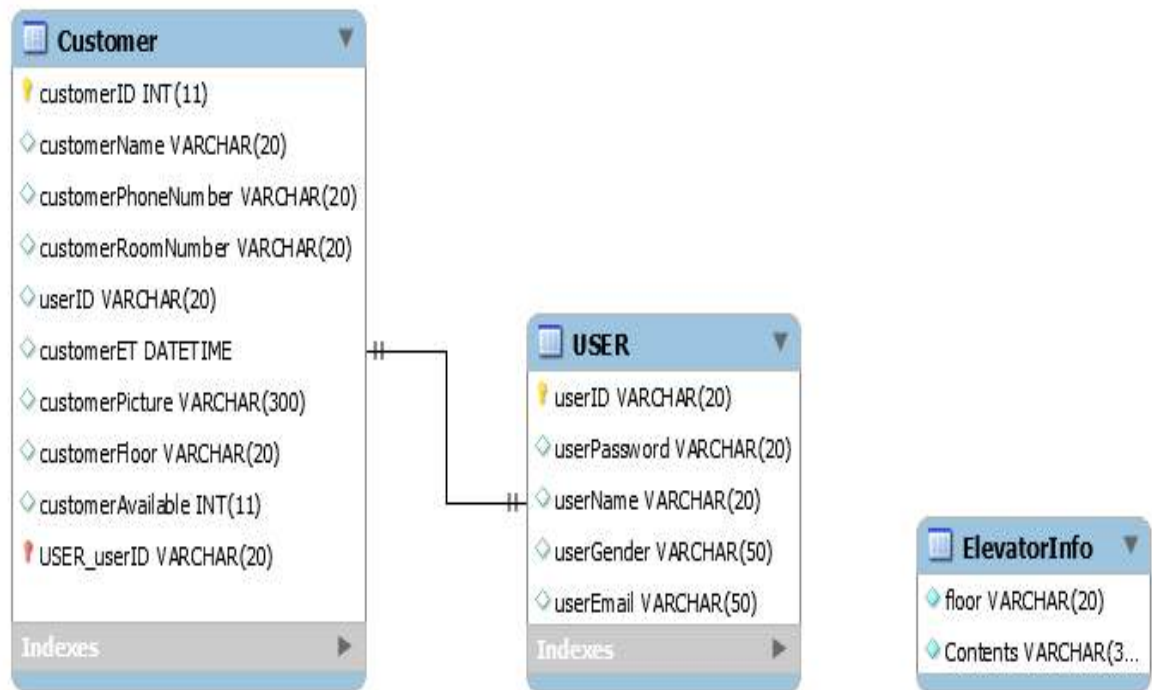 Customer
customerID INT(11)
customerName VARCHAR(20)
customerPhoneNumber VARCHAR(20)
customerRoomNumber VARCHAR(20)
userID VARCHAR(20)
customerET DATETIME
customerPicture VARCHAR(300)
customerFloor VARCHAR(20)
customerAvailable INT(11)
USER_userID VARCHAR(20)
Indexes
USER
userID VARCHAR(20)
userPassword VARCHAR(20)
userName VARCHAR(20)
userGender VARCHAR(50)
userEmail VARCHAR(50)
Indexes
ElevatorInfo
floor VARCHAR(20)
Contents VARCHAR(3...